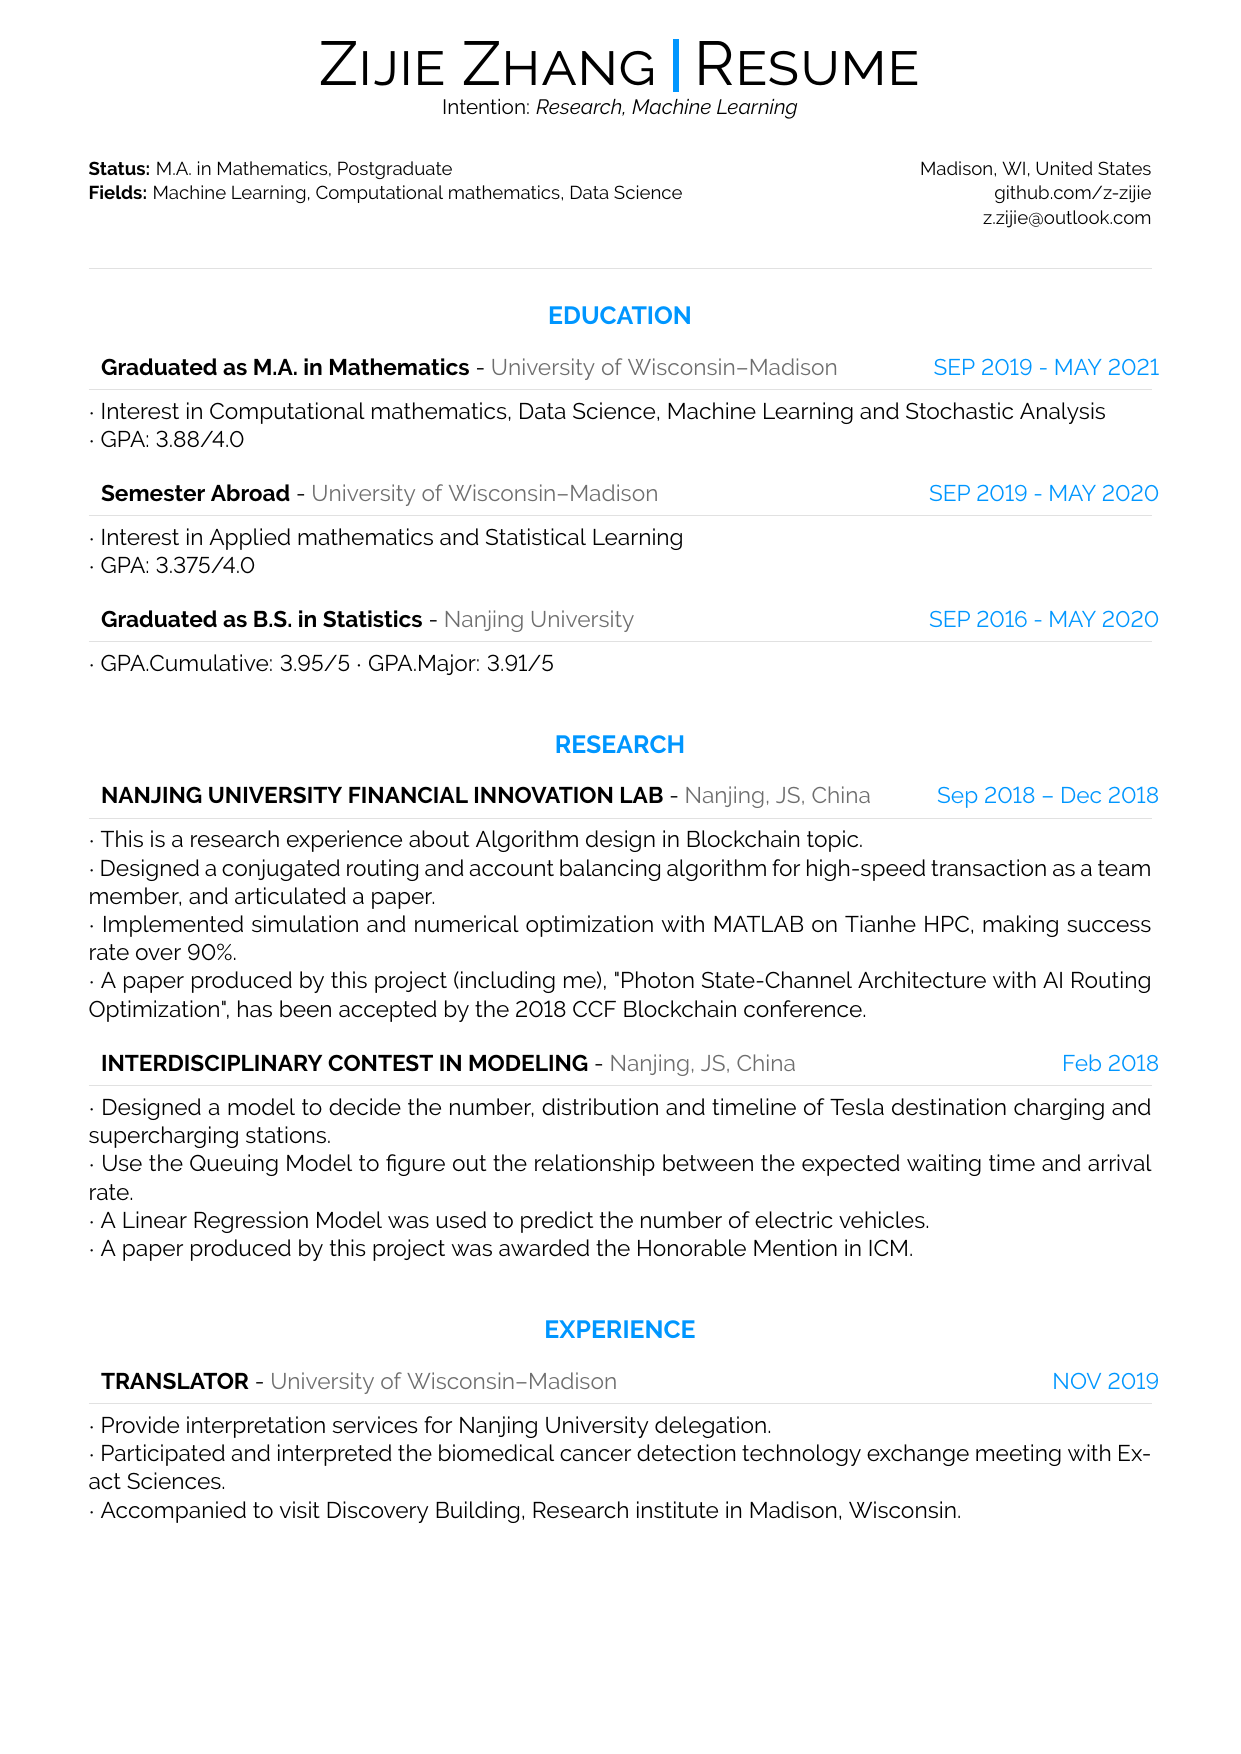 Zijie Zhang | Resume
Intention: Research, Machine Learning
Status: M.A. in Mathematics, Postgraduate
Fields: Machine Learning, Computational mathematics, Data Science
Madison, WI, United States
github.com/z-zijie
z.zijie@outlook.com
EDUCATION
Graduated as M.A. in Mathematics - University of Wisconsin–Madison SEP 2019 - MAY 2021
· Interest in Computational mathematics, Data Science, Machine Learning and Stochastic Analysis
· GPA: 3.88/4.0
Semester Abroad - University of Wisconsin–Madison SEP 2019 - MAY 2020
· Interest in Applied mathematics and Statistical Learning
· GPA: 3.375/4.0
Graduated as B.S. in Statistics - Nanjing University SEP 2016 - MAY 2020
· GPA.Cumulative: 3.95/5 · GPA.Major: 3.91/5
RESEARCH
NANJING UNIVERSITY FINANCIAL INNOVATION LAB - Nanjing, JS, China Sep 2018 – Dec 2018
· This is a research experience about Algorithm design in Blockchain topic.
· Designed a conjugated routing and account balancing algorithm for high-speed transaction as a team
member, and articulated a paper.
· Implemented simulation and numerical optimization with MATLAB on Tianhe HPC, making success
rate over 90%.
· A paper produced by this project (including me), "Photon State-Channel Architecture with AI Routing
Optimization", has been accepted by the 2018 CCF Blockchain conference.
INTERDISCIPLINARY CONTEST IN MODELING - Nanjing, JS, China Feb 2018
· Designed a model to decide the number, distribution and timeline of Tesla destination charging and
supercharging stations.
· Use the Queuing Model to figure out the relationship between the expected waiting time and arrival
rate.
· A Linear Regression Model was used to predict the number of electric vehicles.
· A paper produced by this project was awarded the Honorable Mention in ICM.
EXPERIENCE
TRANSLATOR - University of Wisconsin–Madison NOV 2019
· Provide interpretation services for Nanjing University delegation.
· Participated and interpreted the biomedical cancer detection technology exchange meeting with Ex-
act Sciences.
· Accompanied to visit Discovery Building, Research institute in Madison, Wisconsin.